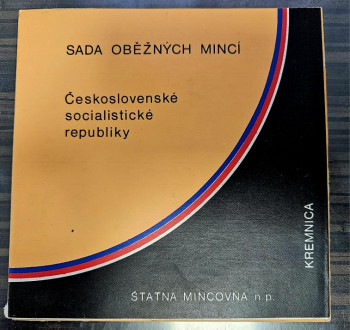 SADA OBĚŽNÝCH MINCÍ
Československé
socialistické
republiky
KREMNICA
ŠTÁTNA MINCOVŇA n.p.